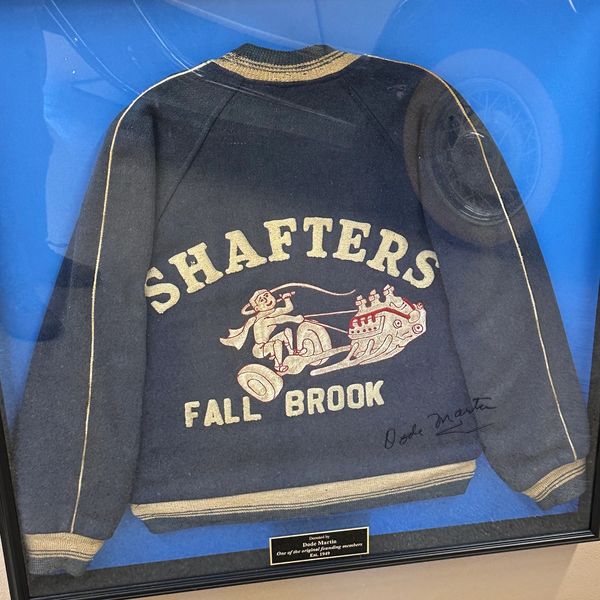 SHAFTERS
FALL BROOK
Dode Martin
Donated by
Dode Martin
One of the original founding members
Est. 1949